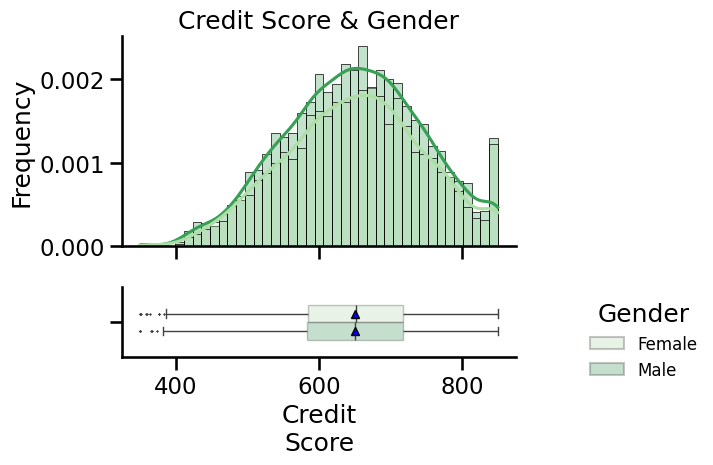 Credit Score & Gender
Frequency
0.002
0.001
0.000
400
600
800
Credit
Score
Gender
Female
Male